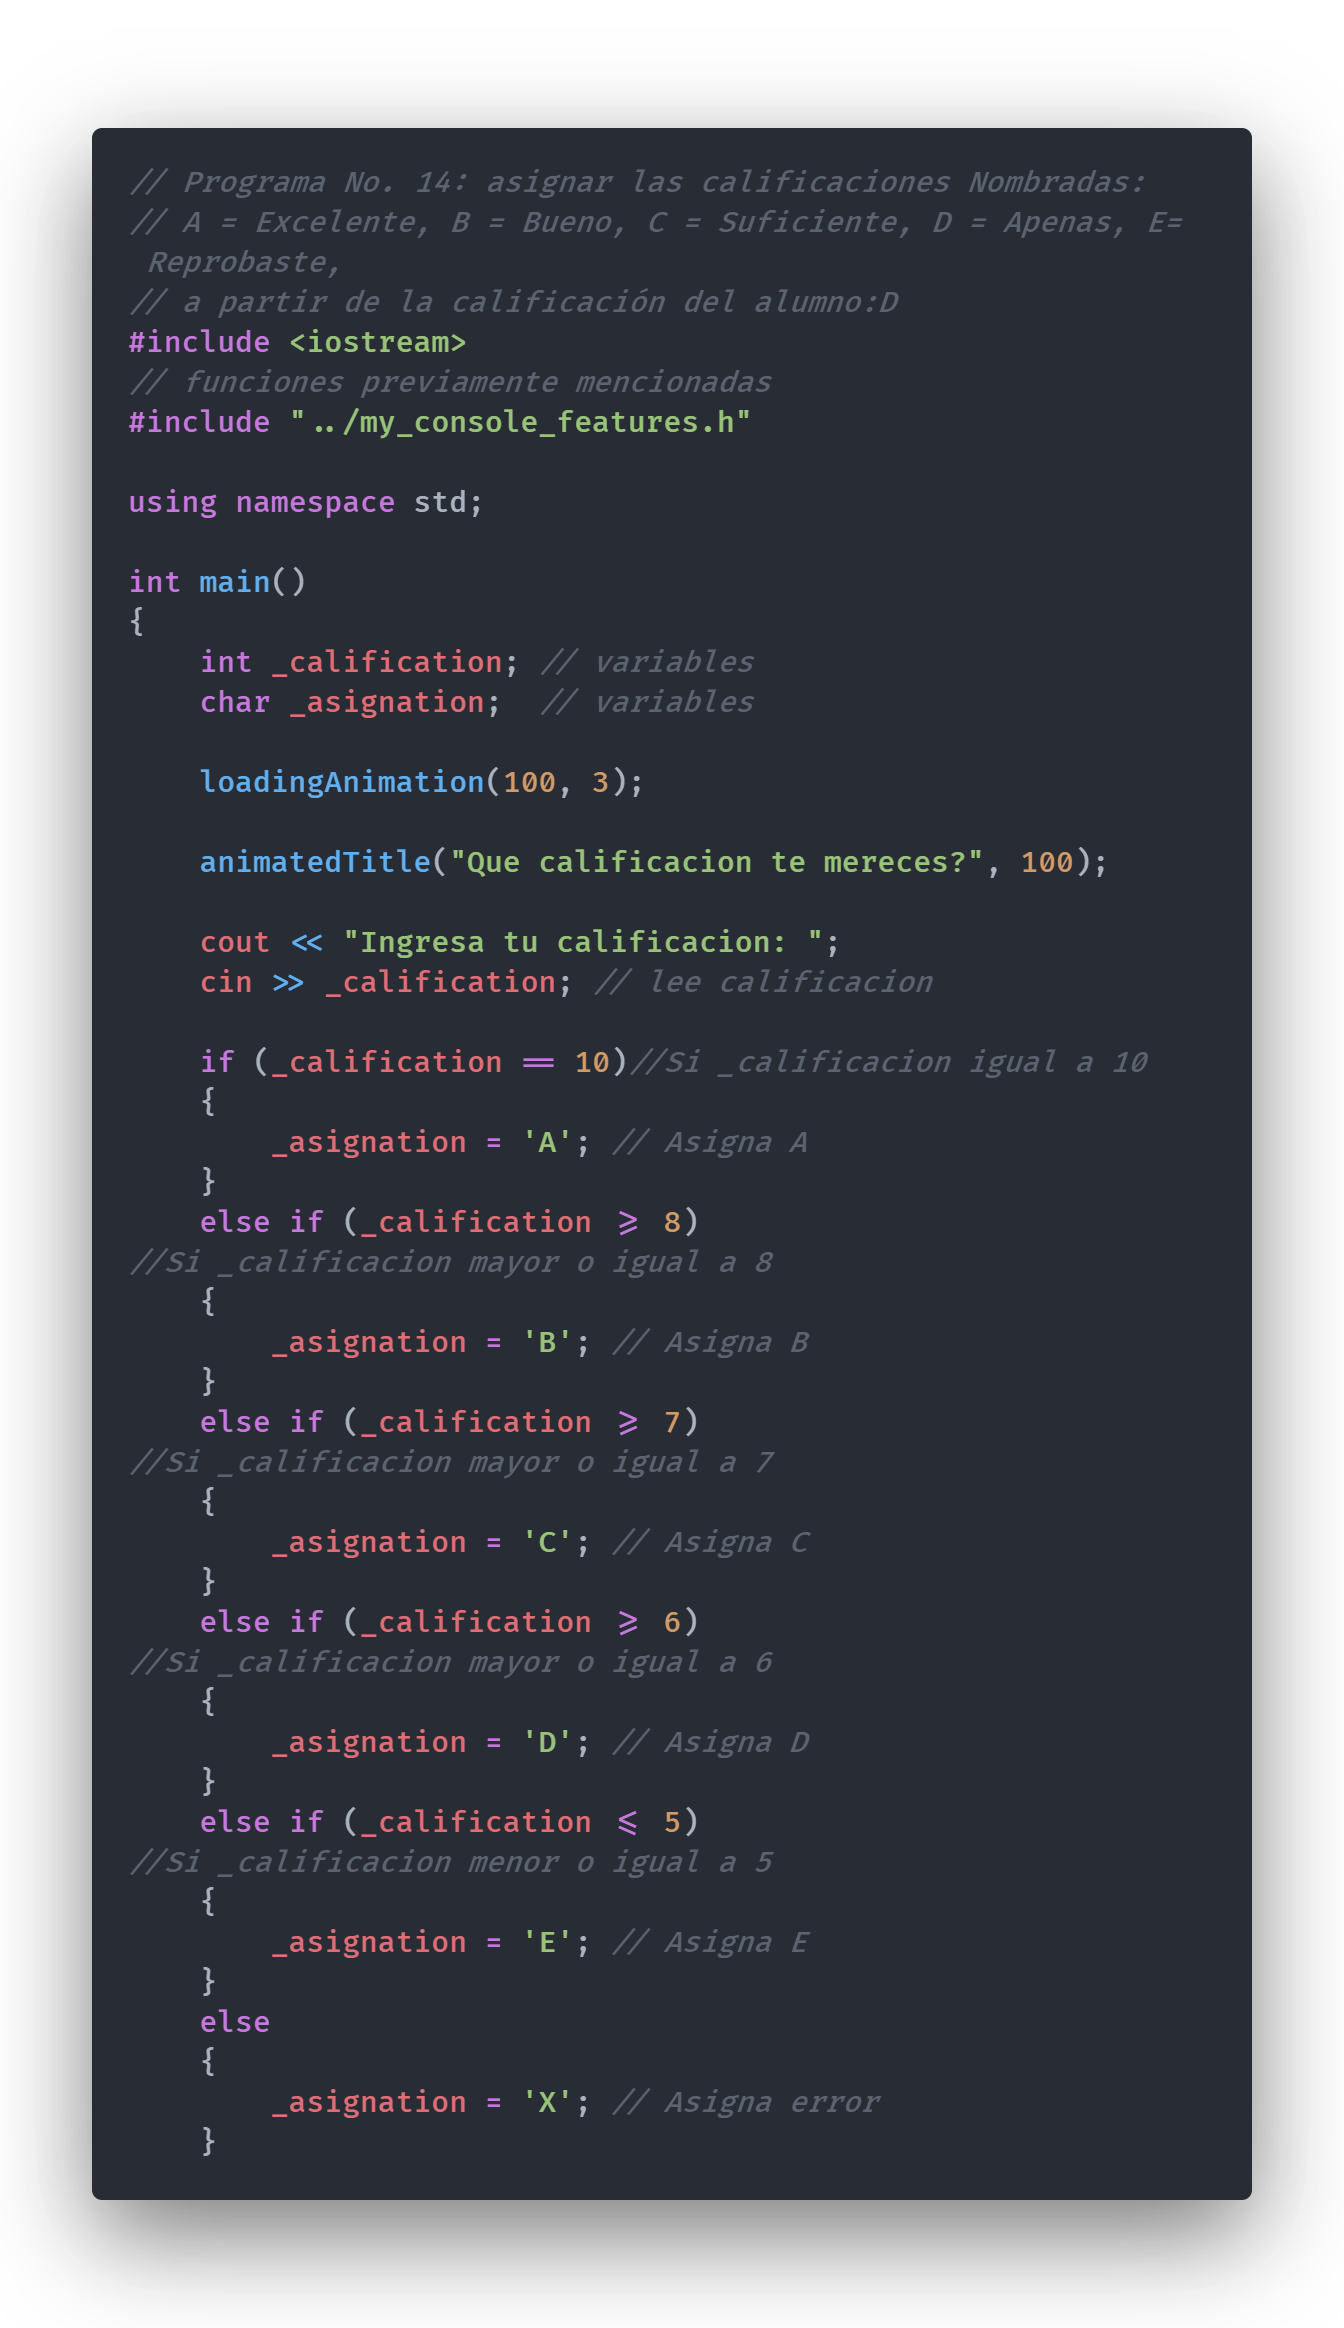 // Programa No. 14: asignar las calificaciones Nombradas:
// A = Excelente, B = Bueno, C = Suficiente, D = Apenas, E=
 Reprobaste,
// a partir de la calificación del alumno:D
#include <iostream>
// funciones previamente mencionadas
#include "../my_console_features.h"

using namespace std;

int main()
{
    int _calification; // variables
    char _asignation;  // variables

    loadingAnimation(100, 3);

    animatedTitle("Que calificacion te mereces?", 100);

    cout << "Ingresa tu calificacion: ";
    cin >> _calification; // lee calificacion

    if (_calification == 10)//Si _calificacion igual a 10
    {
        _asignation = 'A'; // Asigna A
    }
    else if (_calification >= 8)
//Si _calificacion mayor o igual a 8
    {
        _asignation = 'B'; // Asigna B
    }
    else if (_calification >= 7)
//Si _calificacion mayor o igual a 7
    {
        _asignation = 'C'; // Asigna C
    }
    else if (_calification >= 6)
//Si _calificacion mayor o igual a 6
    {
        _asignation = 'D'; // Asigna D
    }
    else if (_calification <= 5)
//Si _calificacion menor o igual a 5
    {
        _asignation = 'E'; // Asigna E
    }
    else
    {
        _asignation = 'X'; // Asigna error
    }